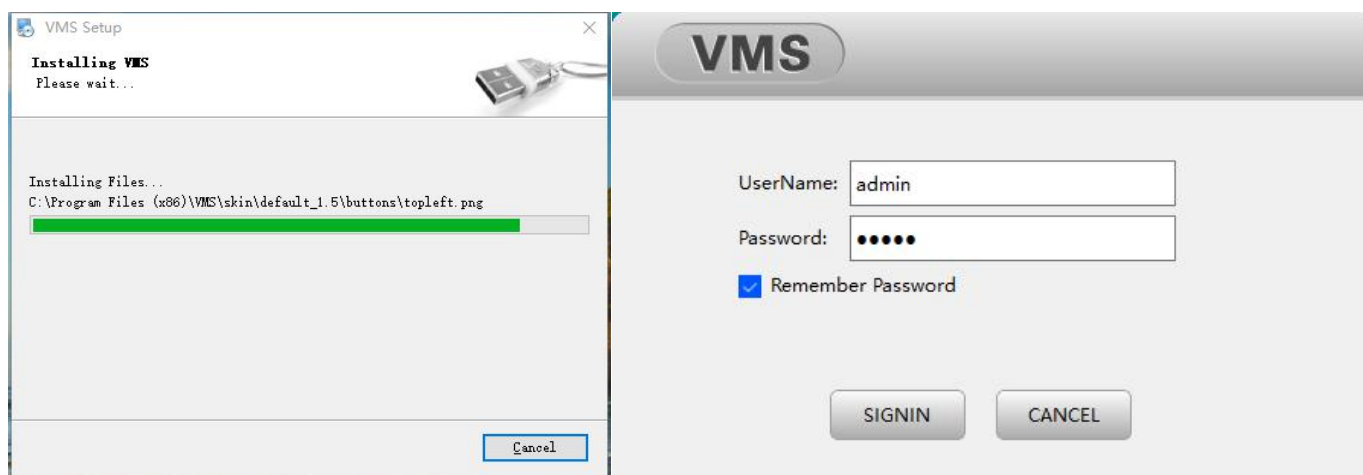 VMS Setup
Installing VMS
Please wait...
Installing Files...
C:\Program Files (x86)\VMS\skin\default_1.5\buttons\topleft.png
Cancel
VMS
UserName: admin
Password: •••••
Remember Password
SIGNIN CANCEL